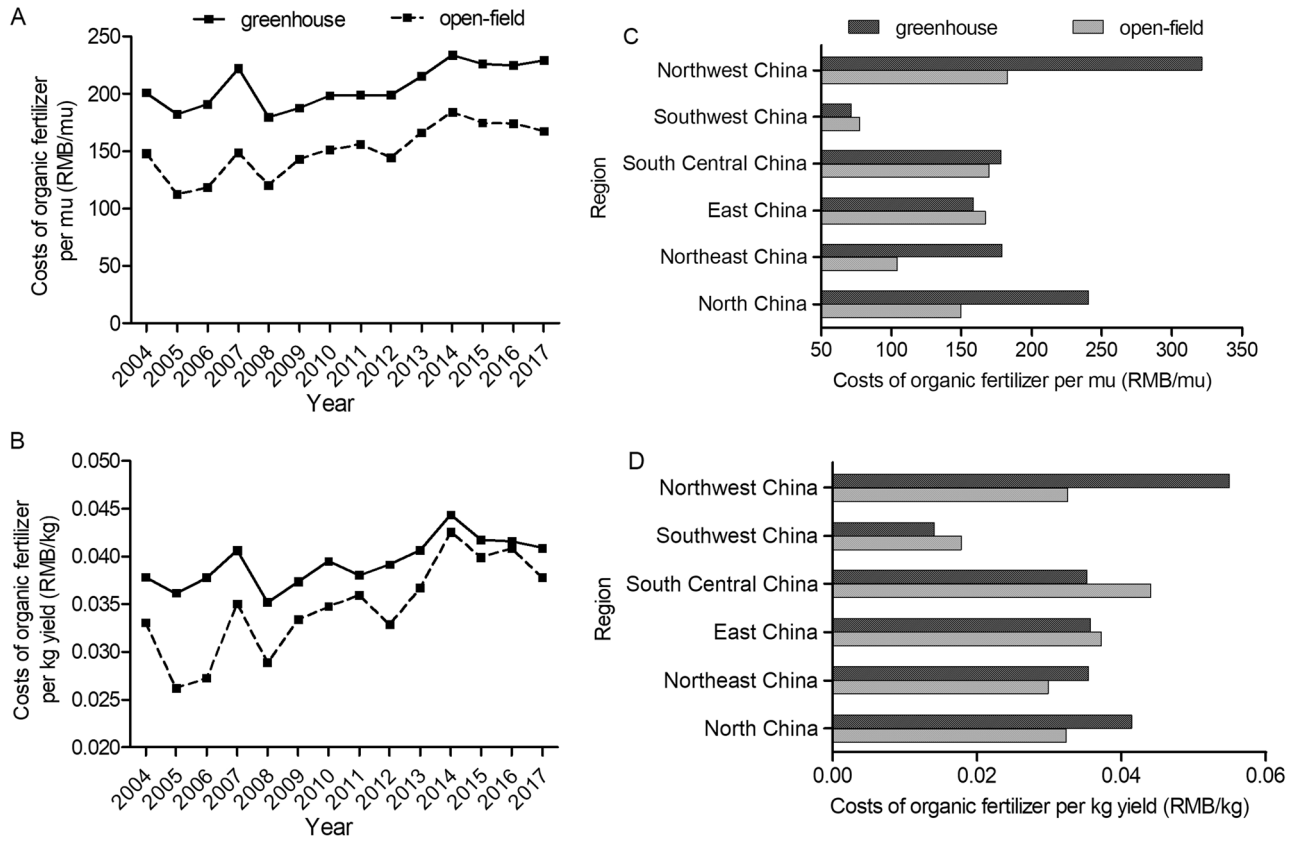 A
greenhouse
open-field
Costs of organic fertilizer
per mu (RMB/mu)
250
200
150
100
50
0
2004
2005
2006
2007
2008
2009
2010
2011
2012
2013
2014
2015
2016
2017
Year
B
Costs of organic fertilizer
per kg yield (RMB/kg)
0.050
0.045
0.040
0.035
0.030
0.025
0.020
2004
2005
2006
2007
2008
2009
2010
2011
2012
2013
2014
2015
2016
2017
Year
C
greenhouse
open-field
Region
Northwest China
Southwest China
South Central China
East China
Northeast China
North China
50
100
150
200
250
300
350
Costs of organic fertilizer per mu (RMB/mu)
D
Region
Northwest China
Southwest China
South Central China
East China
Northeast China
North China
0.00
0.02
0.04
0.06
Costs of organic fertilizer per kg yield (RMB/kg)